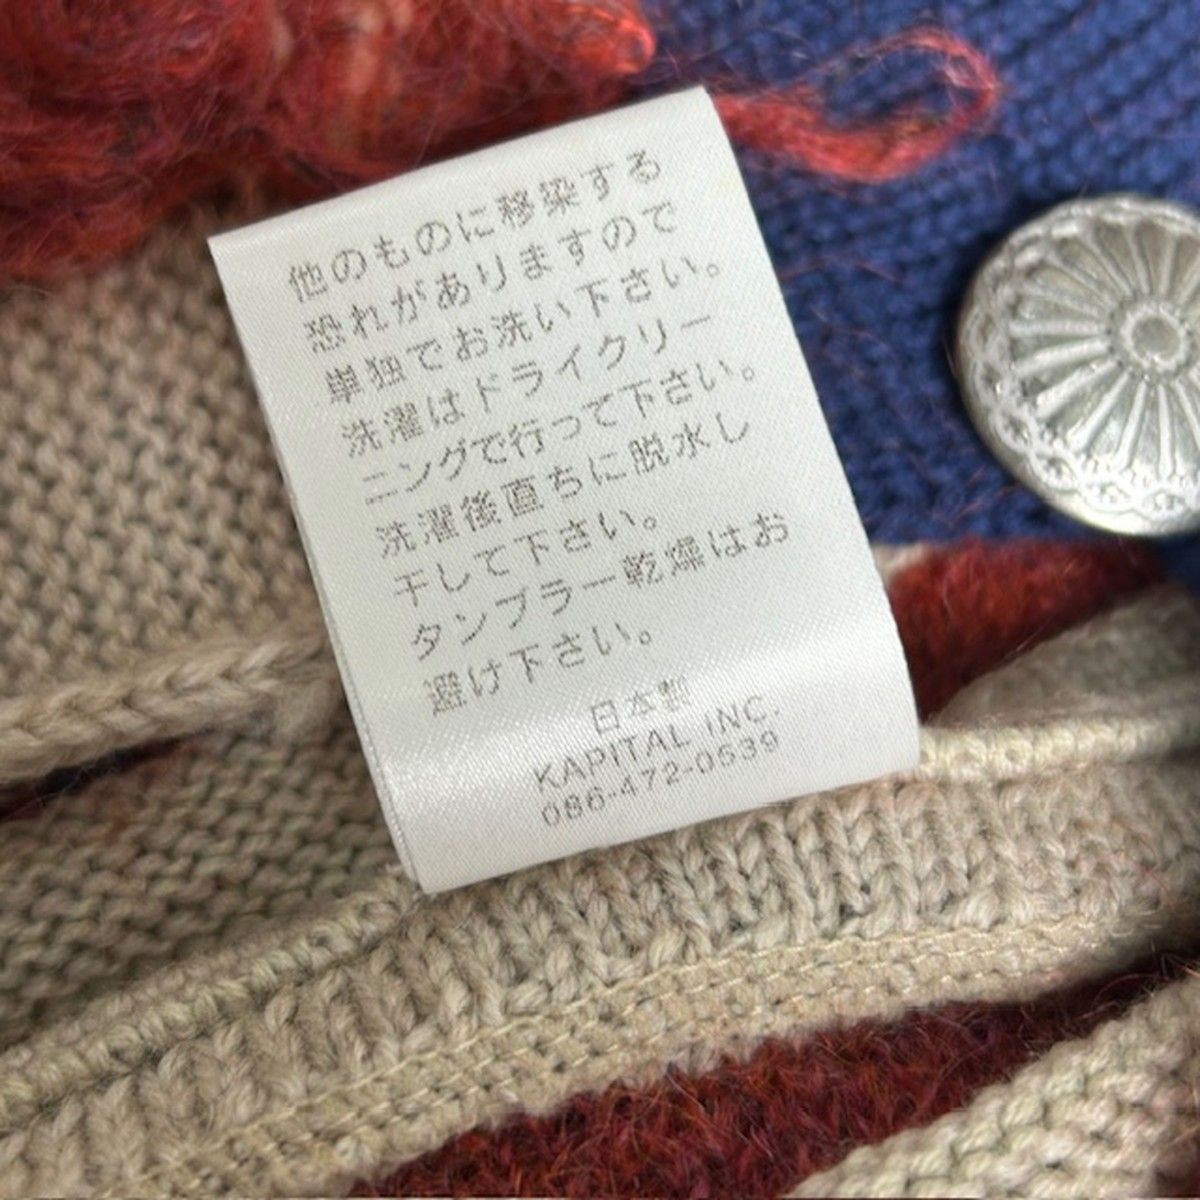 他のものに移染する
恐れがありますので
単独でお洗い下さい。
洗濯はドライクリー
ニングで行って下さい。
洗濯後直ちに脱水し
干して下さい。
タンブラー乾燥はお
避け下さい。
日本製
KAPITAL INC.
086-472-0539